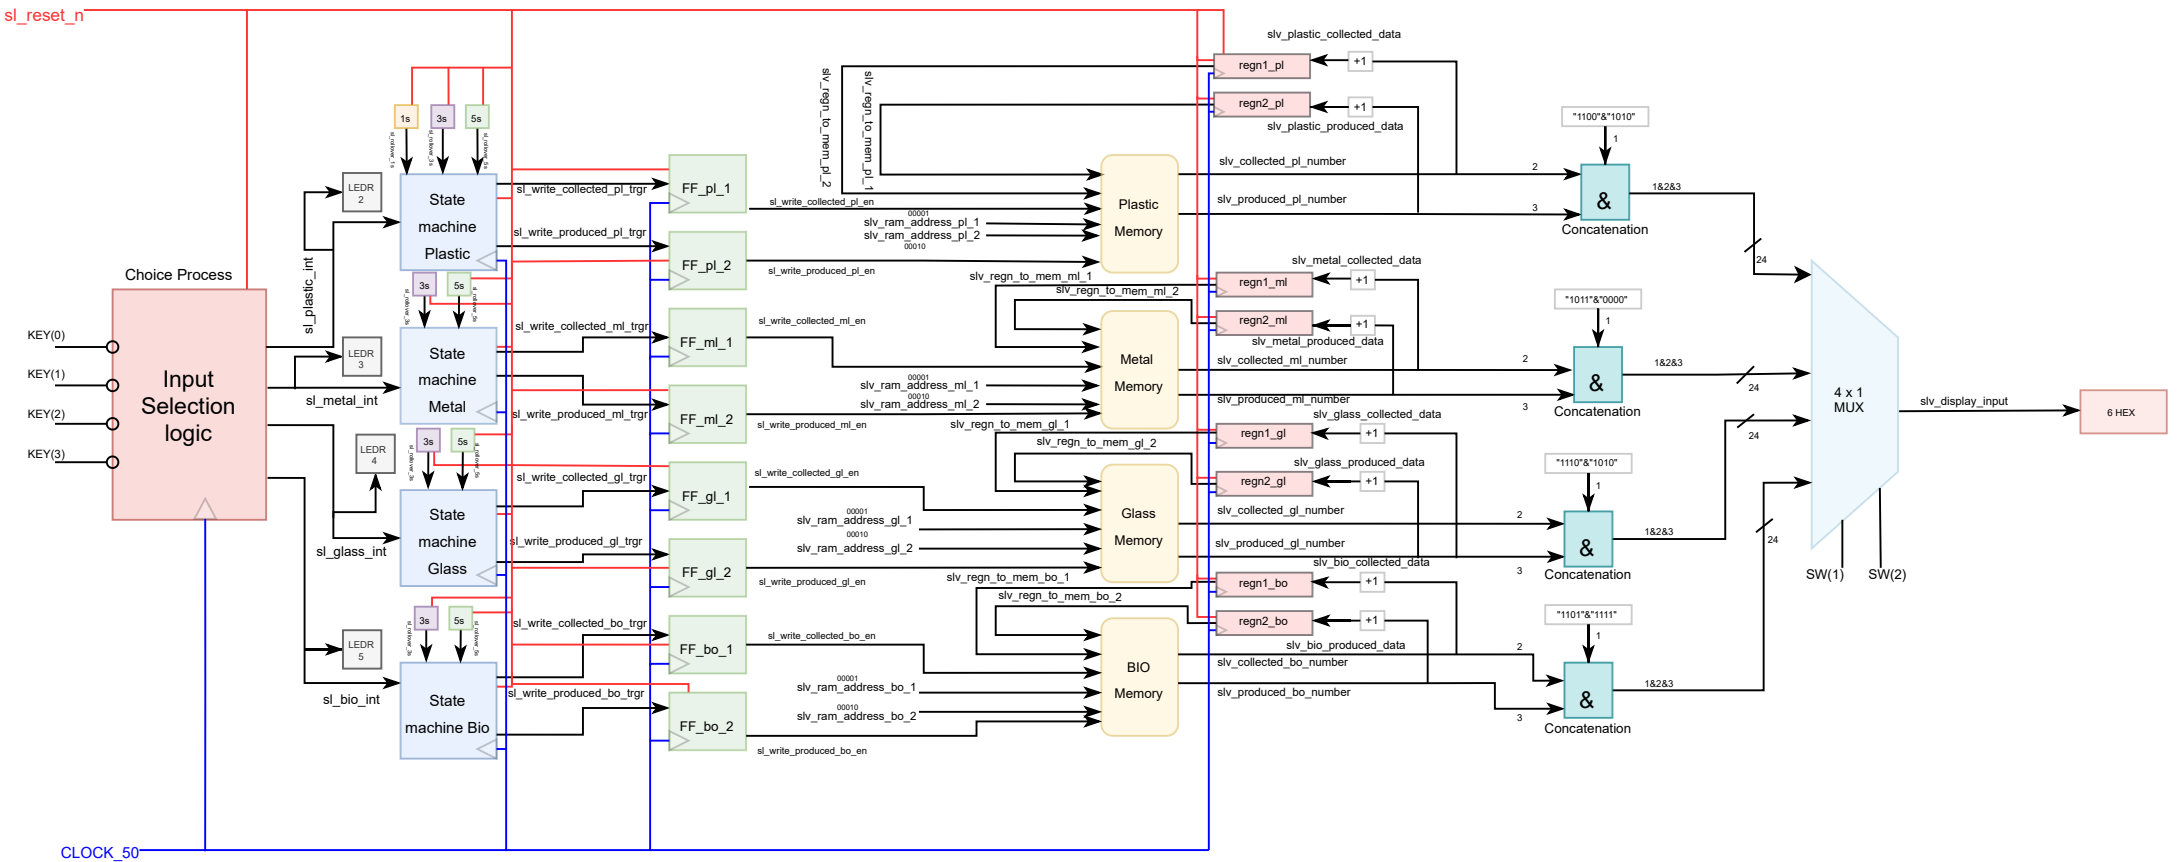 sl_reset_n
Choice Process
KEY(0)
KEY(1)
KEY(2)
KEY(3)
Input
Selection
logic
CLOCK_50
sl_plastic_int
sl_metal_int
sl_glass_int
sl_bio_int
LEDR
2
LEDR
3
LEDR
4
LEDR
5
1s
3s
5s
sl_rollover_1s
sl_rollover_3s
sl_rollover_5s
State
machine
Plastic
3s
5s
sl_rollover_3s
sl_rollover_5s
State
machine
Metal
3s
5s
sl_rollover_3s
sl_rollover_5s
State
machine
Glass
3s
5s
sl_rollover_3s
sl_rollover_5s
State
machine Bio
sl_write_collected_pl_trgr
sl_write_produced_pl_trgr
sl_write_collected_ml_trgr
sl_write_produced_ml_trgr
sl_write_collected_gl_trgr
sl_write_produced_gl_trgr
sl_write_collected_bo_trgr
sl_write_produced_bo_trgr
FF_pl_1
FF_pl_2
FF_ml_1
FF_ml_2
FF_gl_1
FF_gl_2
FF_bo_1
FF_bo_2
sl_write_collected_pl_en
sl_write_produced_pl_en
sl_write_collected_ml_en
sl_write_produced_ml_en
sl_write_collected_gl_en
sl_write_produced_gl_en
sl_write_collected_bo_en
sl_write_produced_bo_en
slv_regn_to_mem_pl_2
slv_regn_to_mem_pl_1
00001
slv_ram_address_pl_1
slv_ram_address_pl_2
00010
slv_regn_to_mem_ml_1
slv_regn_to_mem_ml_2
00001
slv_ram_address_ml_1
00010
slv_ram_address_ml_2
slv_regn_to_mem_gl_1
slv_regn_to_mem_gl_2
00001
slv_ram_address_gl_1
00010
slv_ram_address_gl_2
slv_regn_to_mem_bo_1
slv_regn_to_mem_bo_2
00001
slv_ram_address_bo_1
00010
slv_ram_address_bo_2
Plastic
Memory
Metal
Memory
Glass
Memory
BIO
Memory
slv_plastic_collected_data
regn1_pl
+1
regn2_pl
+1
slv_plastic_produced_data
slv_collected_pl_number
slv_produced_pl_number
slv_metal_collected_data
regn1_ml
+1
regn2_ml
+1
slv_metal_produced_data
slv_collected_ml_number
slv_produced_ml_number
slv_glass_collected_data
regn1_gl
+1
slv_glass_produced_data
regn2_gl
+1
slv_collected_gl_number
slv_produced_gl_number
slv_bio_collected_data
regn1_bo
+1
regn2_bo
+1
slv_bio_produced_data
slv_collected_bo_number
slv_produced_bo_number
"1100"&"1010"
1
2
3
&
Concatenation
1&2&3
24
"1011"&"0000"
1
2
3
&
Concatenation
1&2&3
24
"1110"&"1010"
1
2
3
&
Concatenation
1&2&3
24
"1101"&"1111"
1
2
3
&
Concatenation
1&2&3
24
4 x 1
MUX
SW(1)
SW(2)
slv_display_input
6 HEX